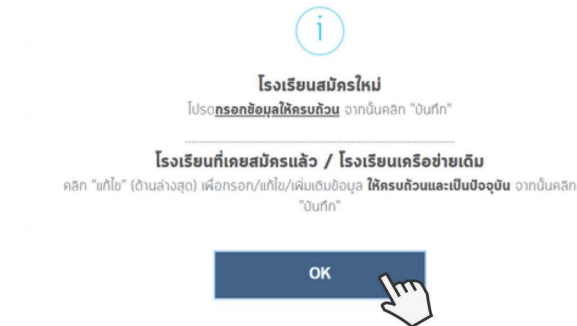 i
โรงเรียนสมัครใหม่
โปรดกรอกข้อมูลให้ครบถ้วน จากนั้นคลิก "บันทึก"
โรงเรียนที่เคยสมัครแล้ว / โรงเรียนเครือข่ายเดิม
คลิก "แก้ไข" (ด้านล่างสุด) เพื่อกรอก/แก้ไข/เพิ่มเติมข้อมูล ให้ครบถ้วนและเป็นปัจจุบัน จากนั้นคลิก
"บันทึก"
OK